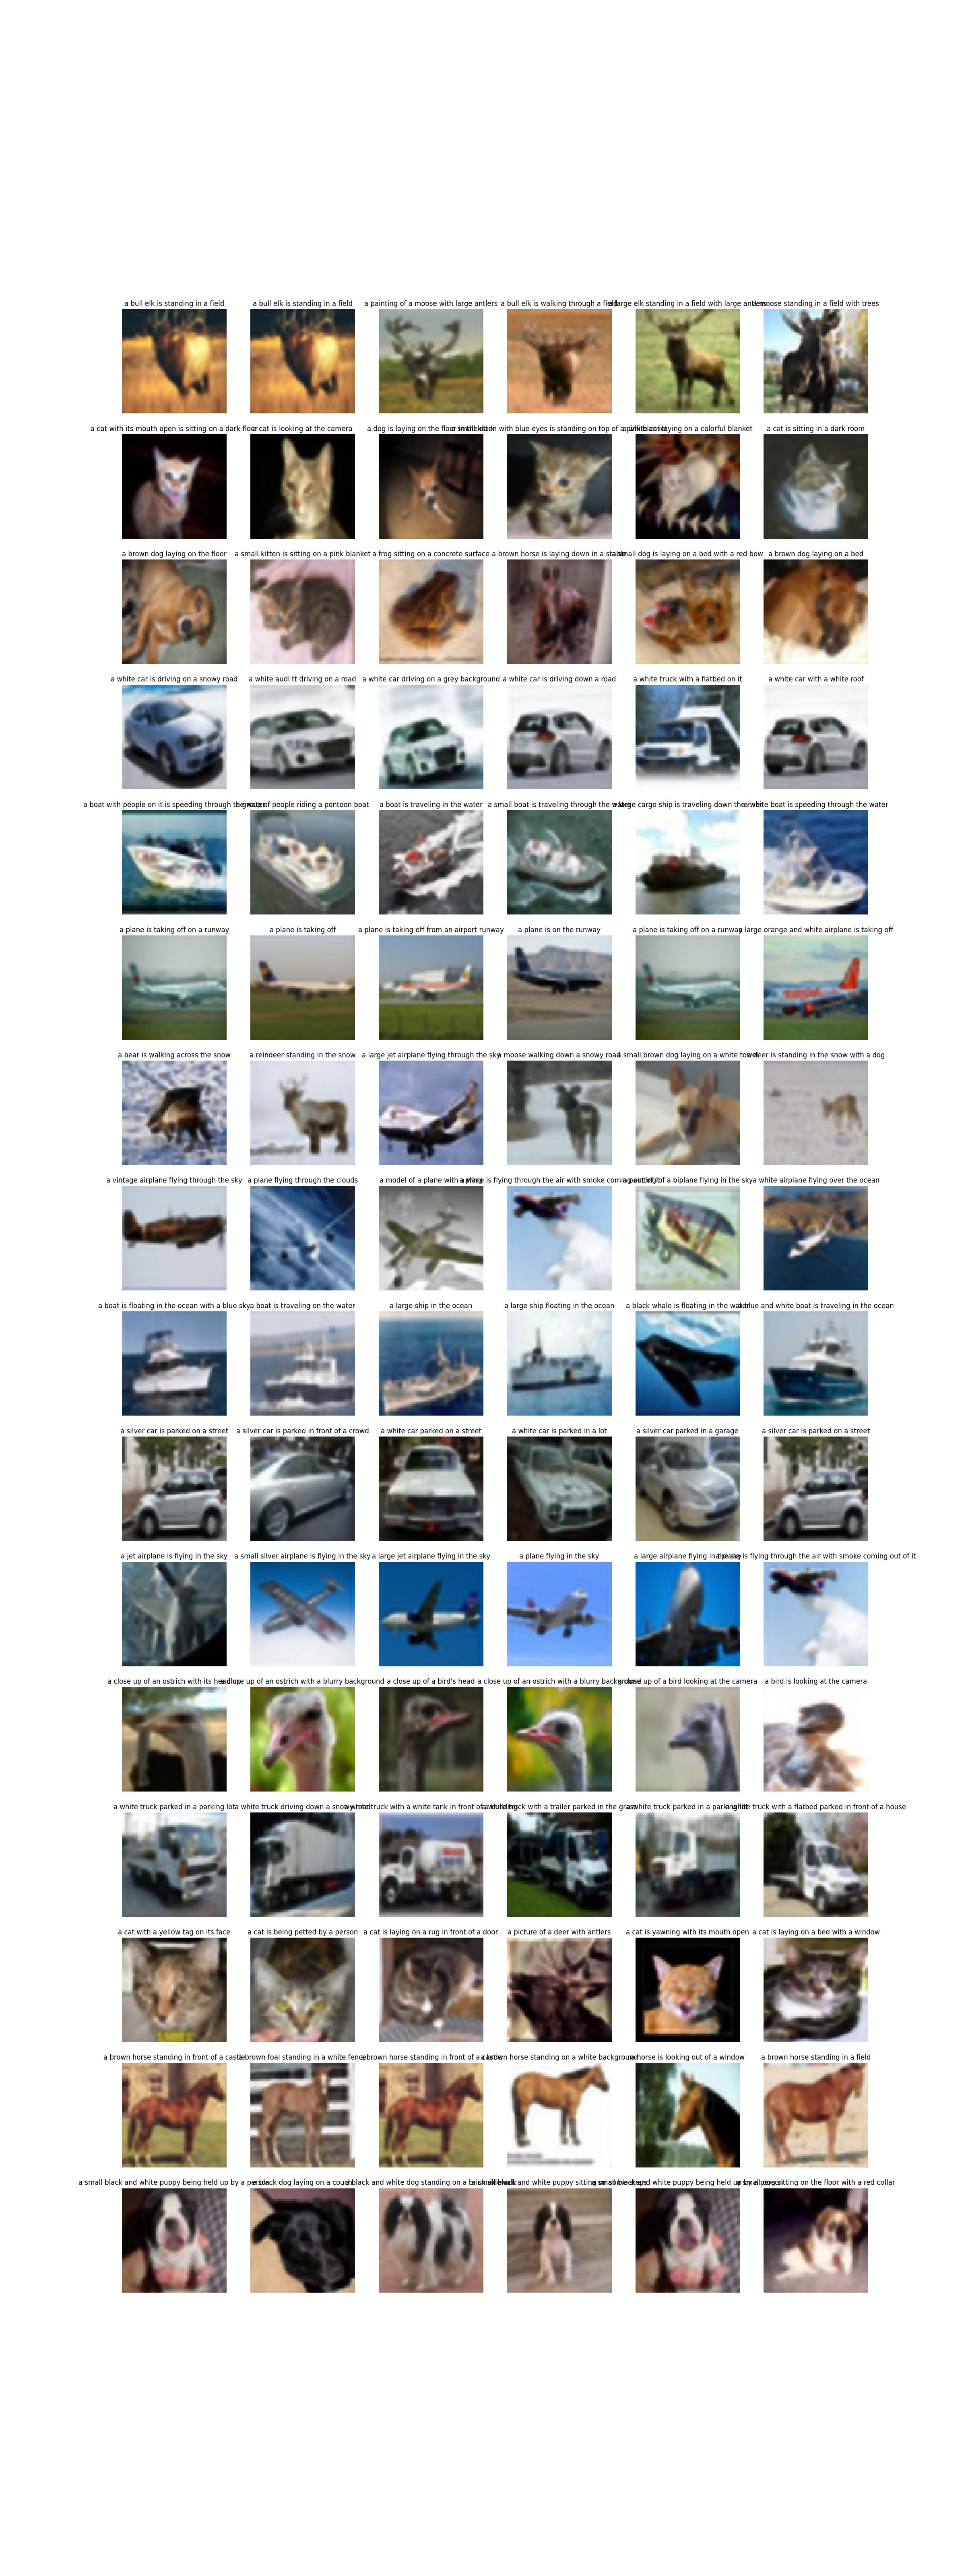 a bull elk is standing in a field
a bull elk is standing in a field
a painting of a moose with large antlers
a bull elk is walking through a field
a large elk standing in a field with large antlers
a moose standing in a field with trees
a cat with its mouth open is sitting on a dark floor
a cat is looking at the camera
a dog is laying on the floor in the dark
a small kitten with blue eyes is standing on top of a pink blanket
a white cat laying on a colorful blanket
a cat is sitting in a dark room
a brown dog laying on the floor
a small kitten is sitting on a pink blanket
a frog sitting on a concrete surface
a brown horse is laying down in a stable
a small dog is laying on a bed with a red bow
a brown dog laying on a bed
a white car is driving on a snowy road
a white audi tt driving on a road
a white car driving on a grey background
a white car is driving down a road
a white truck with a flatbed on it
a white car with a white roof
a boat with people on it is speeding through the water
a group of people riding a pontoon boat
a boat is traveling in the water
a small boat is traveling through the water
a large cargo ship is traveling down the river
a white boat is speeding through the water
a plane is taking off on a runway
a plane is taking off
a plane is taking off from an airport runway
a plane is on the runway
a plane is taking off on a runway
a large orange and white airplane is taking off
a bear is walking across the snow
a reindeer standing in the snow
a large jet airplane flying through the sky
a moose walking down a snowy road
a small brown dog laying on a white towel
a deer is standing in the snow with a dog
a vintage airplane flying through the sky
a plane flying through the clouds
a model of a plane with a wing
a plane is flying through the air with smoke coming out of it
a painting of a biplane flying in the sky
a white airplane flying over the ocean
a boat is floating in the ocean with a blue sky
a boat is traveling on the water
a large ship in the ocean
a large ship floating in the ocean
a black whale is floating in the water
a blue and white boat is traveling in the ocean
a silver car is parked on a street
a silver car is parked in front of a crowd
a white car parked on a street
a white car is parked in a lot
a silver car parked in a garage
a silver car is parked on a street
a jet airplane is flying in the sky
a small silver airplane is flying in the sky
a large jet airplane flying in the sky
a plane flying in the sky
a large airplane flying in the sky
a plane is flying through the air with smoke coming out of it
a close up of an ostrich with its head up
a close up of an ostrich with a blurry background
a close up of a bird's head
a close up of an ostrich with a blurry background
a close up of a bird looking at the camera
a bird is looking at the camera
a white truck parked in a parking lot
a white truck driving down a snowy road
a white truck with a white tank in front of a building
a white truck with a trailer parked in the grass
a white truck parked in a parking lot
a white truck with a flatbed parked in front of a house
a cat with a yellow tag on its face
a cat is being petted by a person
a cat is laying on a rug in front of a door
a picture of a deer with antlers
a cat is yawning with its mouth open
a cat is laying on a bed with a window
a brown horse standing in front of a castle
a brown foal standing in a white fence
a brown horse standing in front of a castle
a brown horse standing on a white background
a horse is looking out of a window
a brown horse standing in a field
a small black and white puppy being held up by a person
a black dog laying on a couch
a black and white dog standing on a brick sidewalk
a small black and white puppy sitting on some steps
a small black and white puppy being held up by a person
a small dog sitting on the floor with a red collar